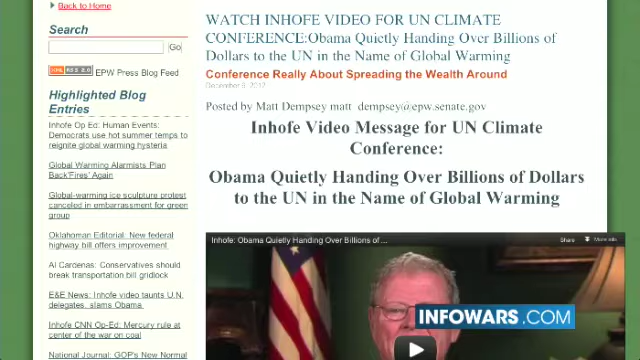 Back to Home
Search
Go
RSS 2.0 EPW Press Blog Feed
Highlighted Blog
Entries
Inhofe Op Ed: Human Events:
Democrats use hot summer temps to
reignite global warming hysteria
Global Warming Alarmists Plan
Back'Fires' Again
Global-warming ice sculpture protest
canceled in embarrassment for green
group
Oklahoman Editorial: New federal
highway bill offers improvement
Al Cardenas: Conservatives should
break transportation bill gridlock
E&E News: Inhofe video taunts U.N.
delegates, slams Obama
Inhofe CNN Op-Ed: Mercury rule at
center of the war on coal
National Journal: GOP's New Normal
WATCH INHOFE VIDEO FOR UN CLIMATE
CONFERENCE:Obama Quietly Handing Over Billions of
Dollars to the UN in the Name of Global Warming
Conference Really About Spreading the Wealth Around
Posted by Matt Dempsey matt_dempsey@epw.senate.gov
Inhofe Video Message for UN Climate
Conference:
Obama Quietly Handing Over Billions of Dollars
to the UN in the Name of Global Warming
Inhofe: Obama Quietly Handing Over Billions of ...
Share
More info
INFOWARS.COM